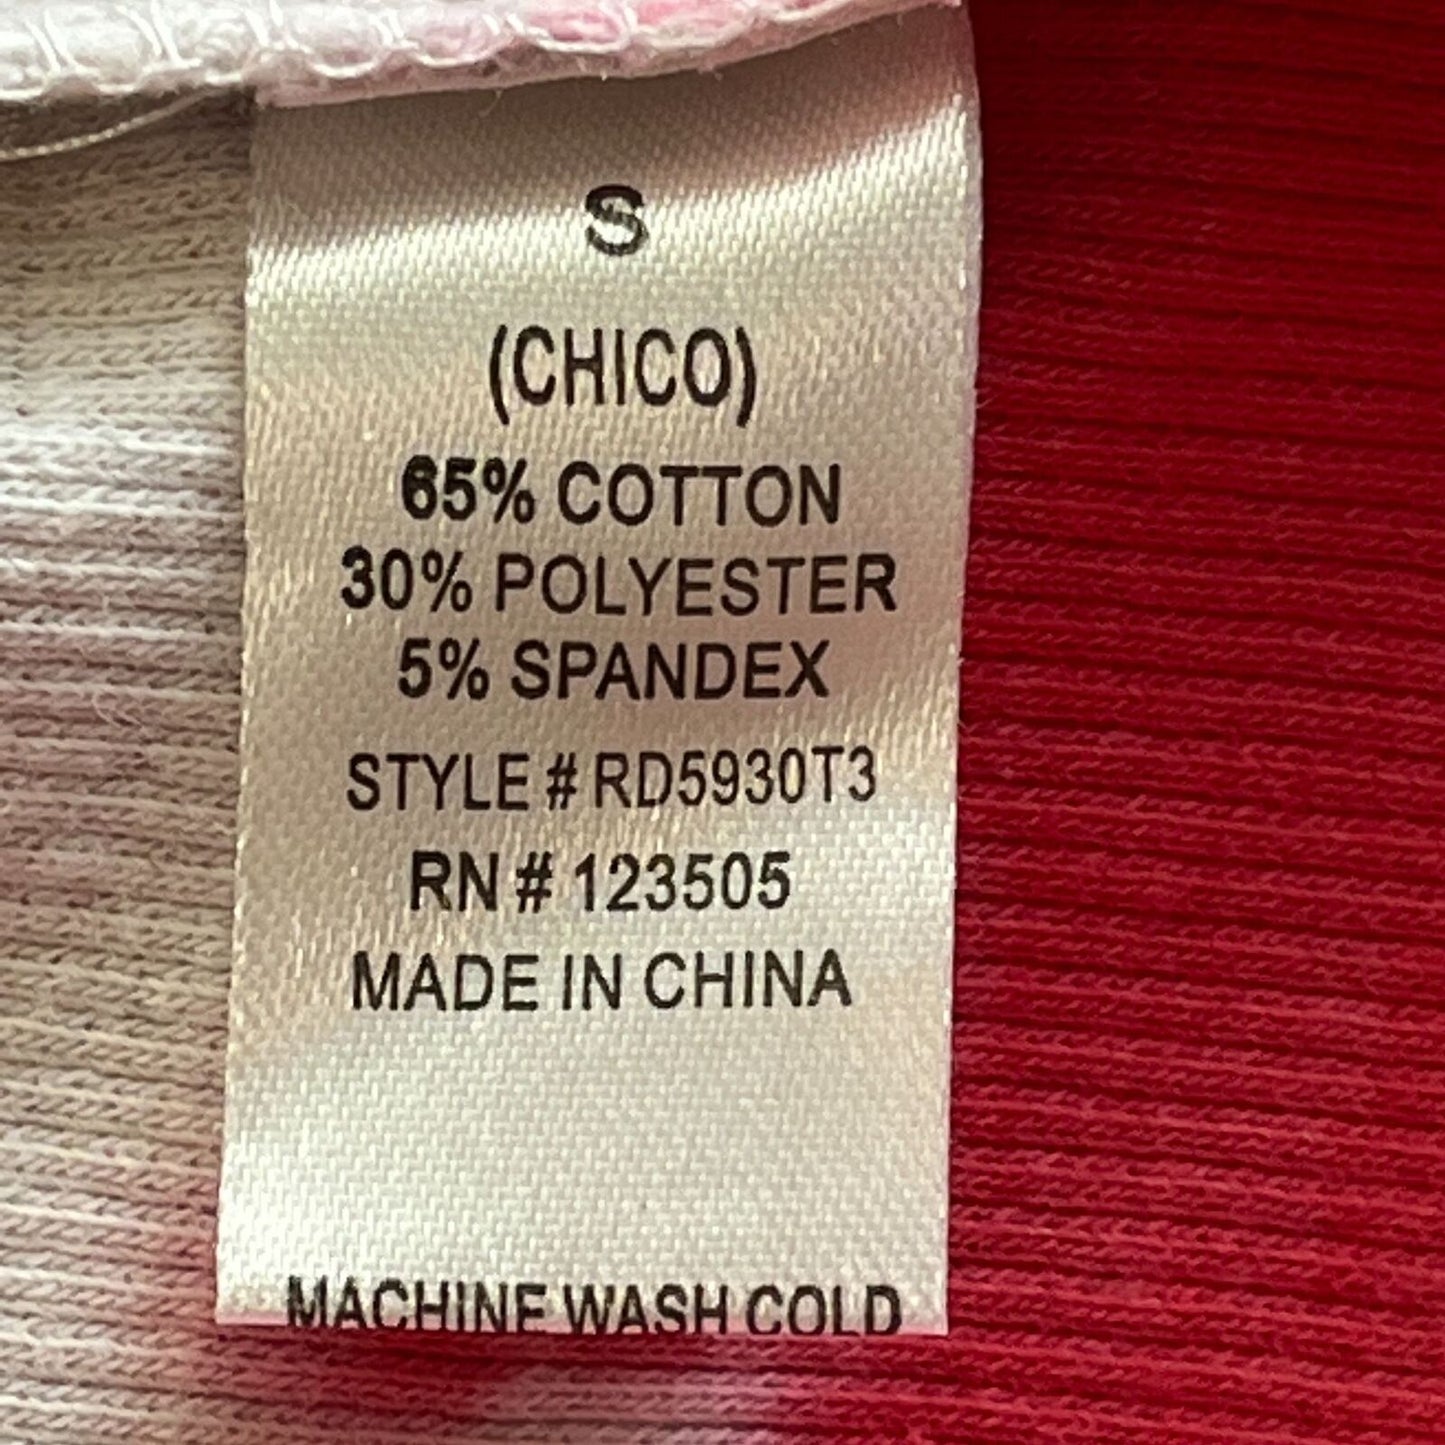 S
(CHICO)
65% COTTON
30% POLYESTER
5% SPANDEX
STYLE # RD5930T3
RN # 123505
MADE IN CHINA
MACHINE WASH COLD